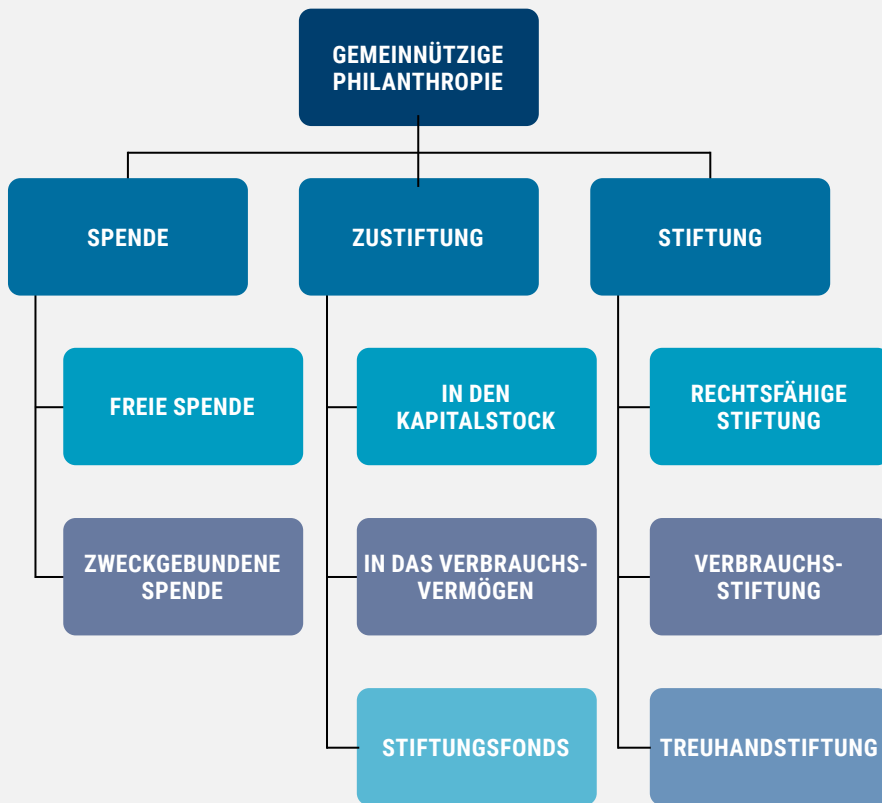 GEMEINNÜTZIGE
PHILANTHROPIE
SPENDE
ZUSTIFTUNG
STIFTUNG
FREIE SPENDE
IN DEN
KAPITALSTOCK
RECHTSFÄHIGE
STIFTUNG
ZWECKGEBUNDENE
SPENDE
IN DAS VERBRAUCHS-
VERMÖGEN
VERBRAUCHS-
STIFTUNG
STIFTUNGSFONDS
TREUHANDSTIFTUNG